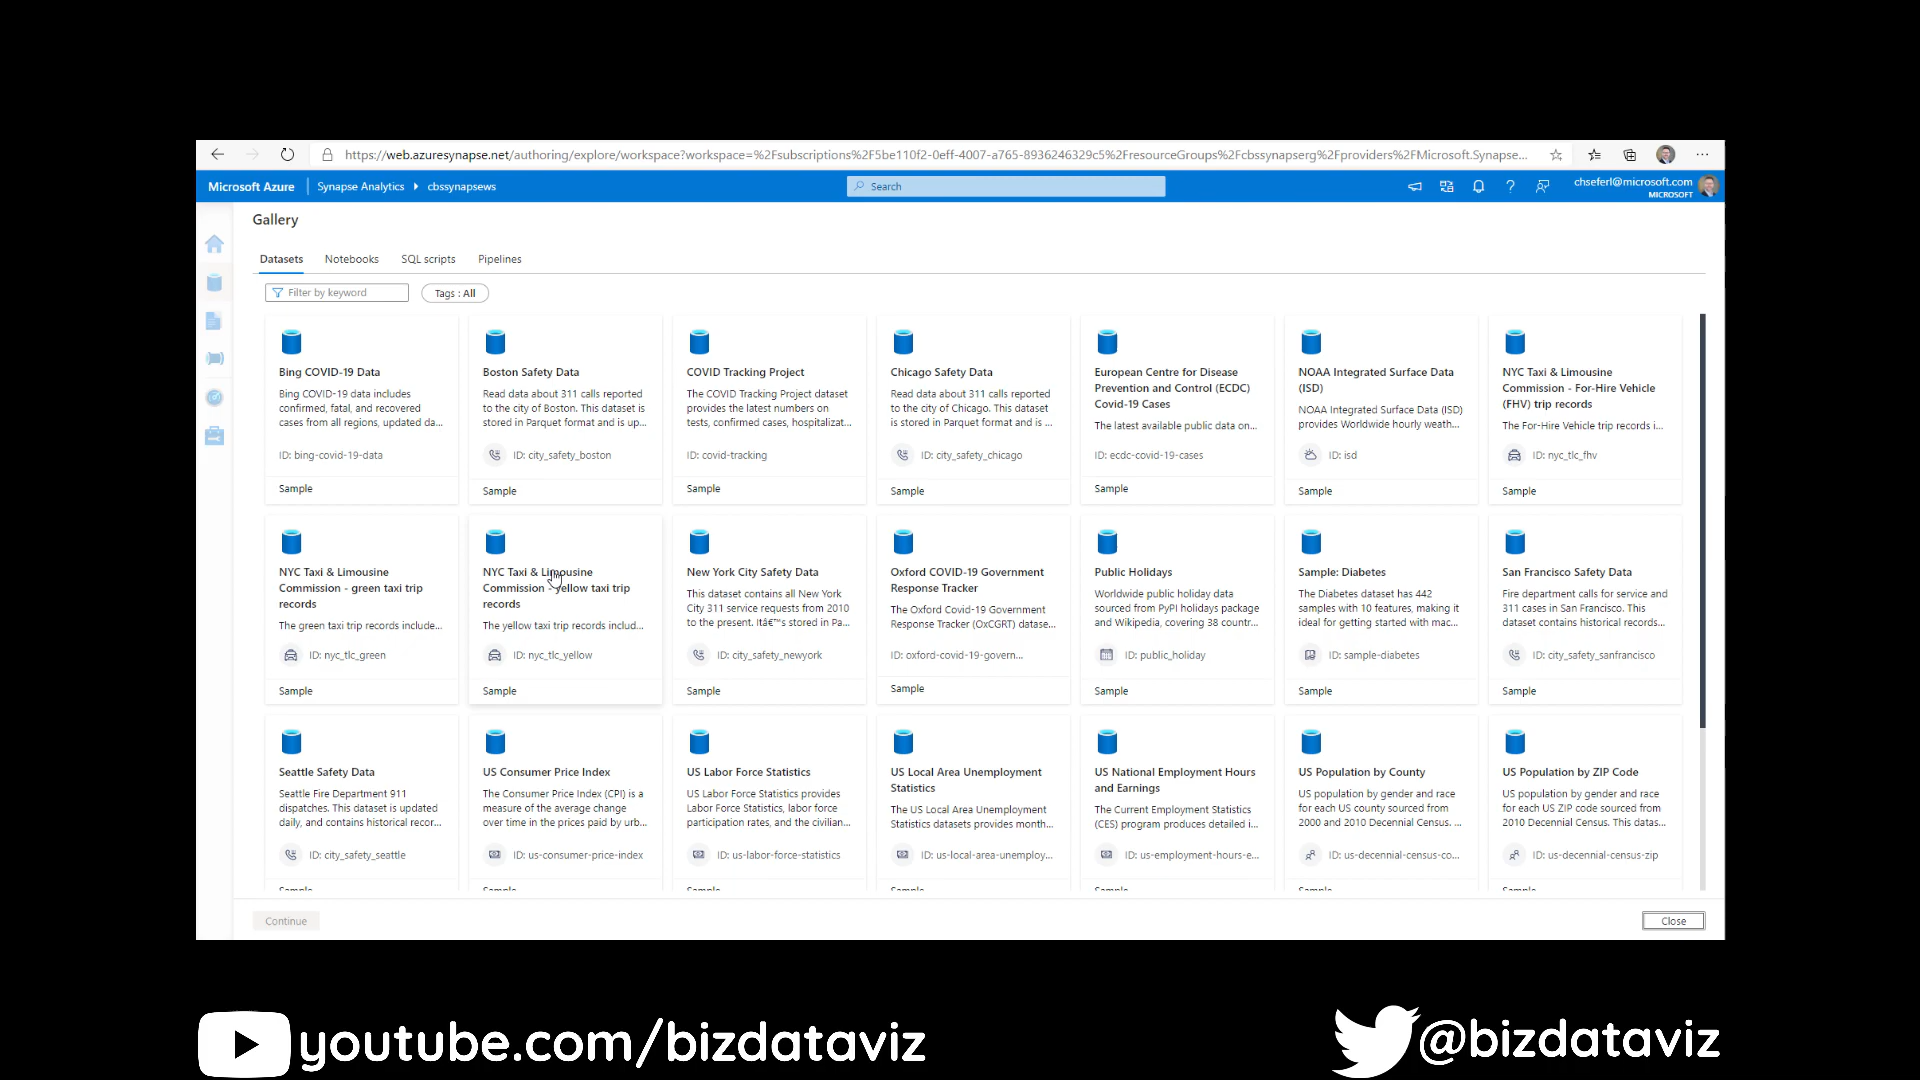 https://web.azuresynapse.net/authoring/explore/workspace?workspace=%2Fsubscriptions%2F5be110f2-0eff-4007-a765-8936246329c5%2FresourceGroups%2Fcbssynapserg%2Fproviders%2FMicrosoft.Synapse...
Microsoft Azure
Synapse Analytics
cbssynapsews
Search
chseferl@microsoft.com
MICROSOFT
Gallery
Datasets
Notebooks
SQL scripts
Pipelines
Filter by keyword
Tags : All
Bing COVID-19 Data
Bing COVID-19 data includes
confirmed, fatal, and recovered
cases from all regions, updated da...
ID: bing-covid-19-data
Sample
Boston Safety Data
Read data about 311 calls reported
to the city of Boston. This dataset is
stored in Parquet format and is up...
ID: city_safety_boston
Sample
COVID Tracking Project
The COVID Tracking Project dataset
provides the latest numbers on
tests, confirmed cases, hospitalizat...
ID: covid-tracking
Sample
Chicago Safety Data
Read data about 311 calls reported
to the city of Chicago. This dataset
is stored in Parquet format and is ...
ID: city_safety_chicago
Sample
European Centre for Disease
Prevention and Control (ECDC)
Covid-19 Cases
The latest available public data on...
ID: ecdc-covid-19-cases
Sample
NOAA Integrated Surface Data
(ISD)
NOAA Integrated Surface Data (ISD)
provides Worldwide hourly weath...
ID: isd
Sample
NYC Taxi & Limousine
Commission - For-Hire Vehicle
(FHV) trip records
The For-Hire Vehicle trip records i...
ID: nyc_tlc_fhv
Sample
NYC Taxi & Limousine
Commission - green taxi trip
records
The green taxi trip records include...
ID: nyc_tlc_green
Sample
NYC Taxi & Limousine
Commission - yellow taxi trip
records
The yellow taxi trip records includ...
ID: nyc_tlc_yellow
Sample
New York City Safety Data
This dataset contains all New York
City 311 service requests from 2010
to the present. Itâ€™s stored in Pa...
ID: city_safety_newyork
Sample
Oxford COVID-19 Government
Response Tracker
The Oxford Covid-19 Government
Response Tracker (OxCGRT) datase...
ID: oxford-covid-19-govern...
Sample
Public Holidays
Worldwide public holiday data
sourced from PyPI holidays package
and Wikipedia, covering 38 countr...
ID: public_holiday
Sample
Sample: Diabetes
The Diabetes dataset has 442
samples with 10 features, making it
ideal for getting started with mac...
ID: sample-diabetes
Sample
San Francisco Safety Data
Fire department calls for service and
311 cases in San Francisco. This
dataset contains historical records...
ID: city_safety_sanfrancisco
Sample
Seattle Safety Data
Seattle Fire Department 911
dispatches. This dataset is updated
daily, and contains historical recor...
ID: city_safety_seattle
Sample
US Consumer Price Index
The Consumer Price Index (CPI) is a
measure of the average change
over time in the prices paid by urb...
ID: us-consumer-price-index
Sample
US Labor Force Statistics
US Labor Force Statistics provides
Labor Force Statistics, labor force
participation rates, and the civilian...
ID: us-labor-force-statistics
Sample
US Local Area Unemployment
Statistics
The US Local Area Unemployment
Statistics datasets provides month...
ID: us-local-area-unemploy...
Sample
US National Employment Hours
and Earnings
The Current Employment Statistics
(CES) program produces detailed i...
ID: us-employment-hours-e...
Sample
US Population by County
US population by gender and race
for each US county sourced from
2000 and 2010 Decennial Census. ...
ID: us-decennial-census-co...
Sample
US Population by ZIP Code
US population by gender and race
for each US ZIP code sourced from
2010 Decennial Census. This datas...
ID: us-decennial-census-zip
Sample
Continue
Close
youtube.com/bizdataviz
@bizdataviz